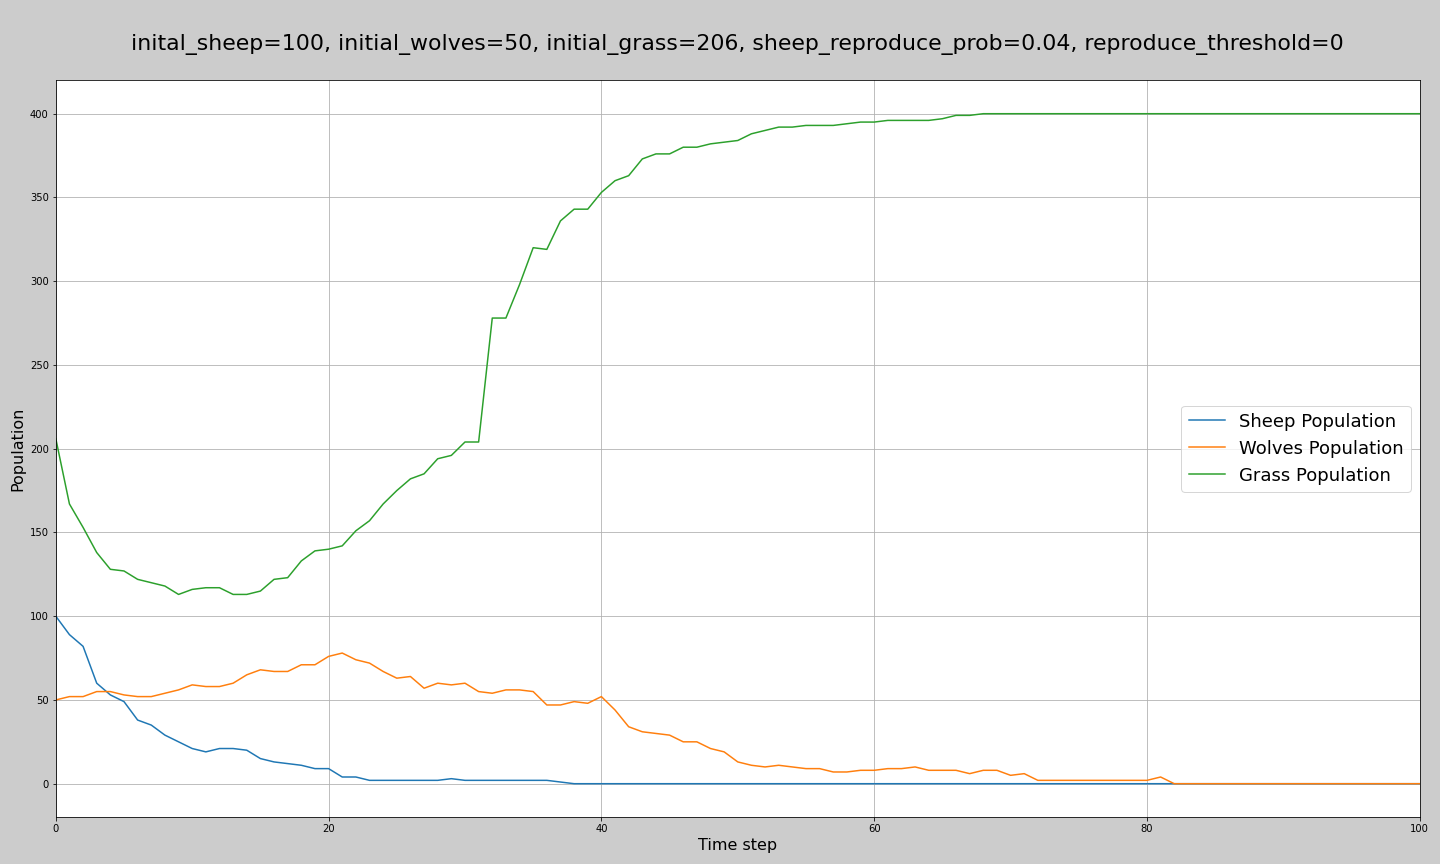 inital_sheep=100, initial_wolves=50, initial_grass=206, sheep_reproduce_prob=0.04, reproduce_threshold=0
400
350
300
250
200
150
100
50
0
Population
Sheep Population
Wolves Population
Grass Population
0 20 40 60 80 100
Time step